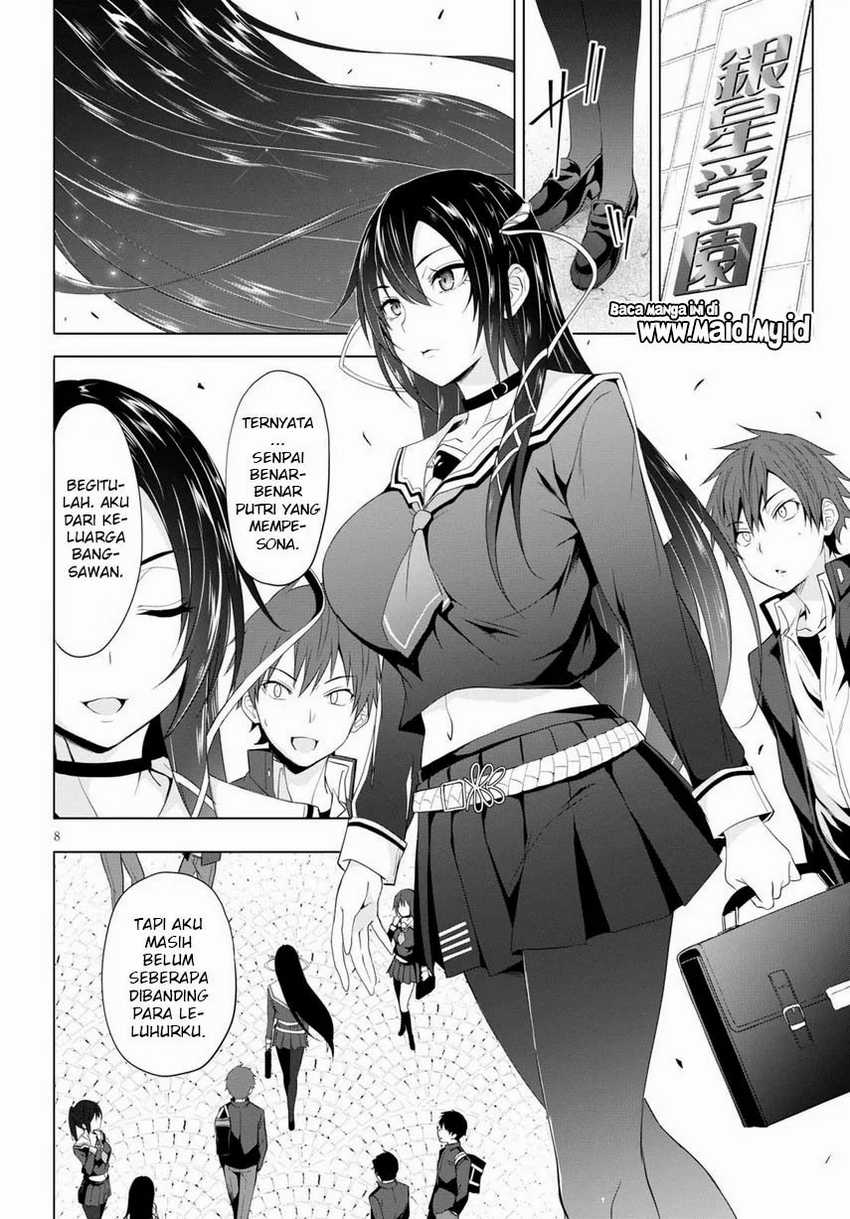 銀星学園
Baca Manga ini di
www.Maid.my.id
TERNYATA
...
SENPAI
BENAR-
BENAR
PUTRI YANG
MEMPE-
SONA.
BEGITU-
LAH. AKU
DARI KE-
LUARGA
BANG-
SAWAN.
8
TAPI AKU
MASIH
BELUM
SEBERAPA
DIBANDING
PARA LE-
LUHURKU.